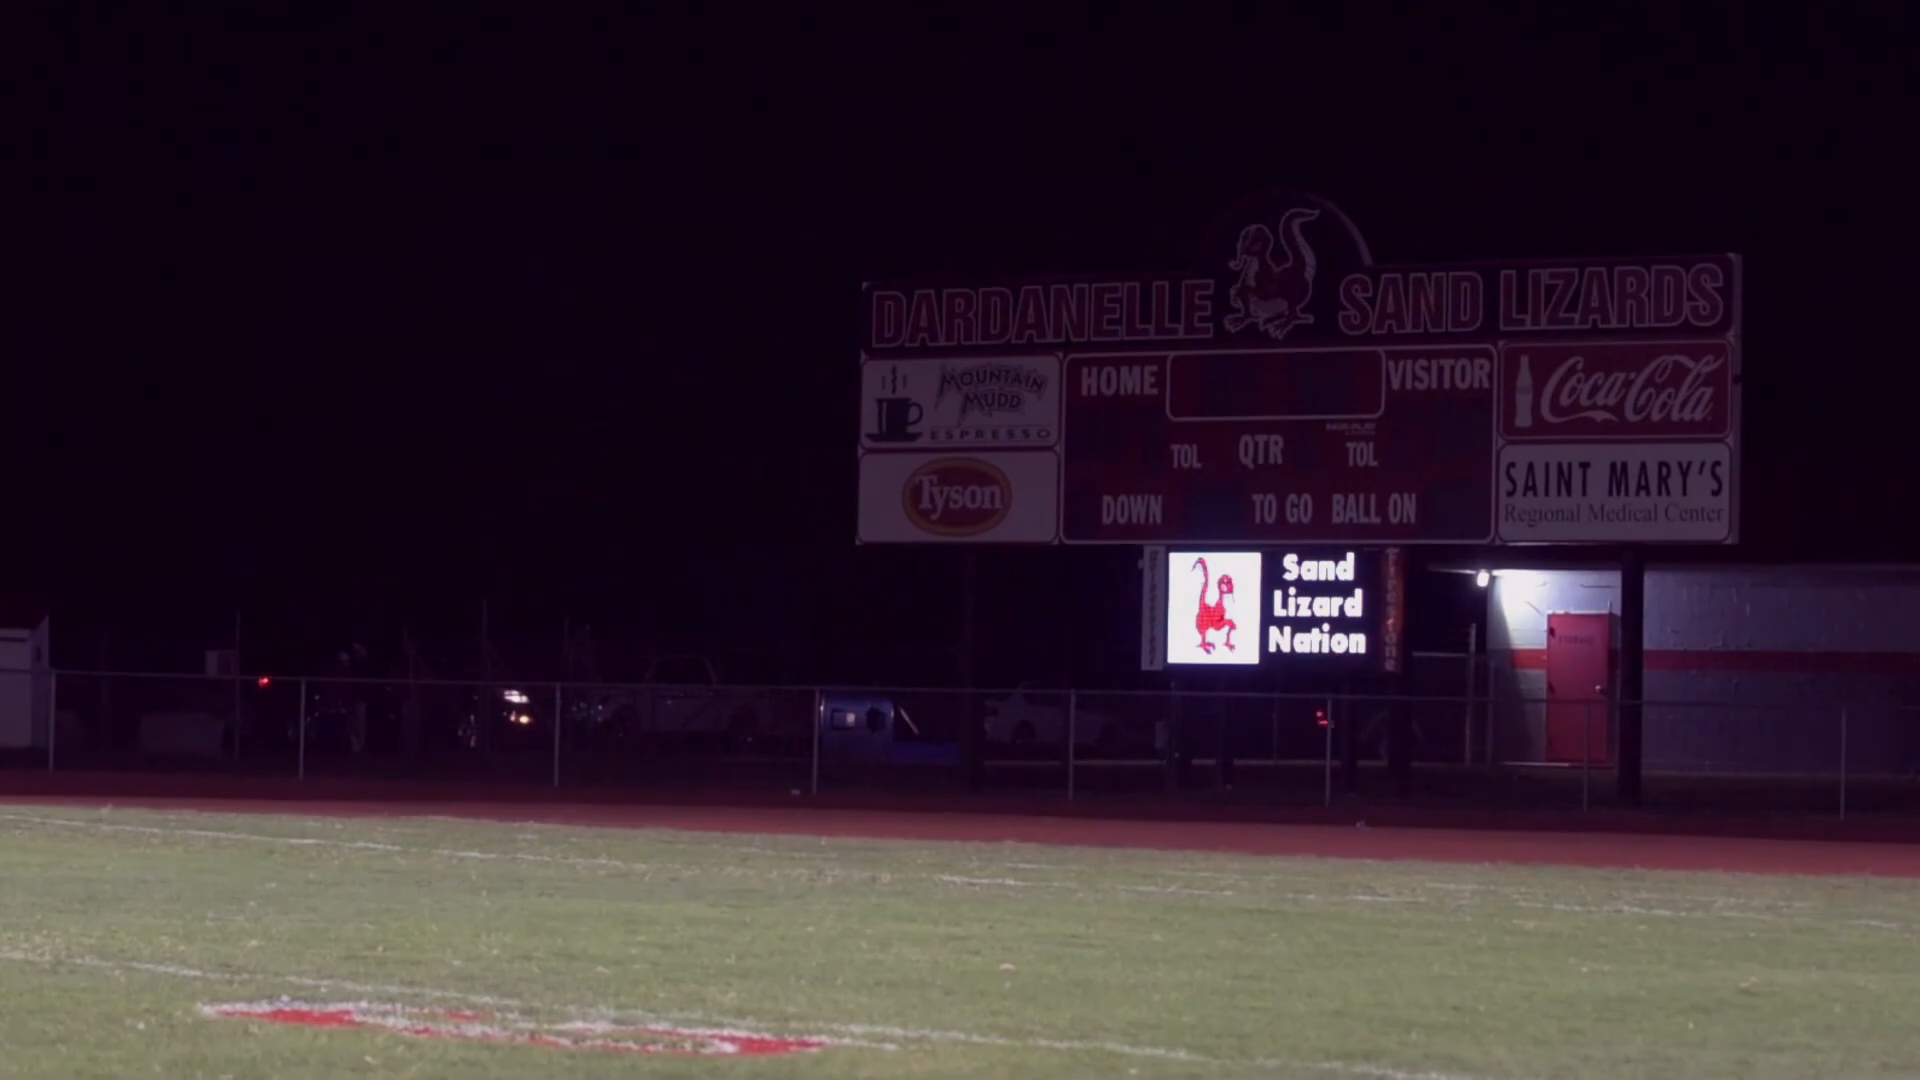 DARDANELLE SAND LIZARDS
MOUNTAIN
MUDD
ESPRESSO
HOME
VISITOR
Coca-Cola
TOL QTR TOL
Tyson
DOWN TO GO BALL ON
SAINT MARY'S
Regional Medical Center
Sand
Lizard
Nation
Firestone